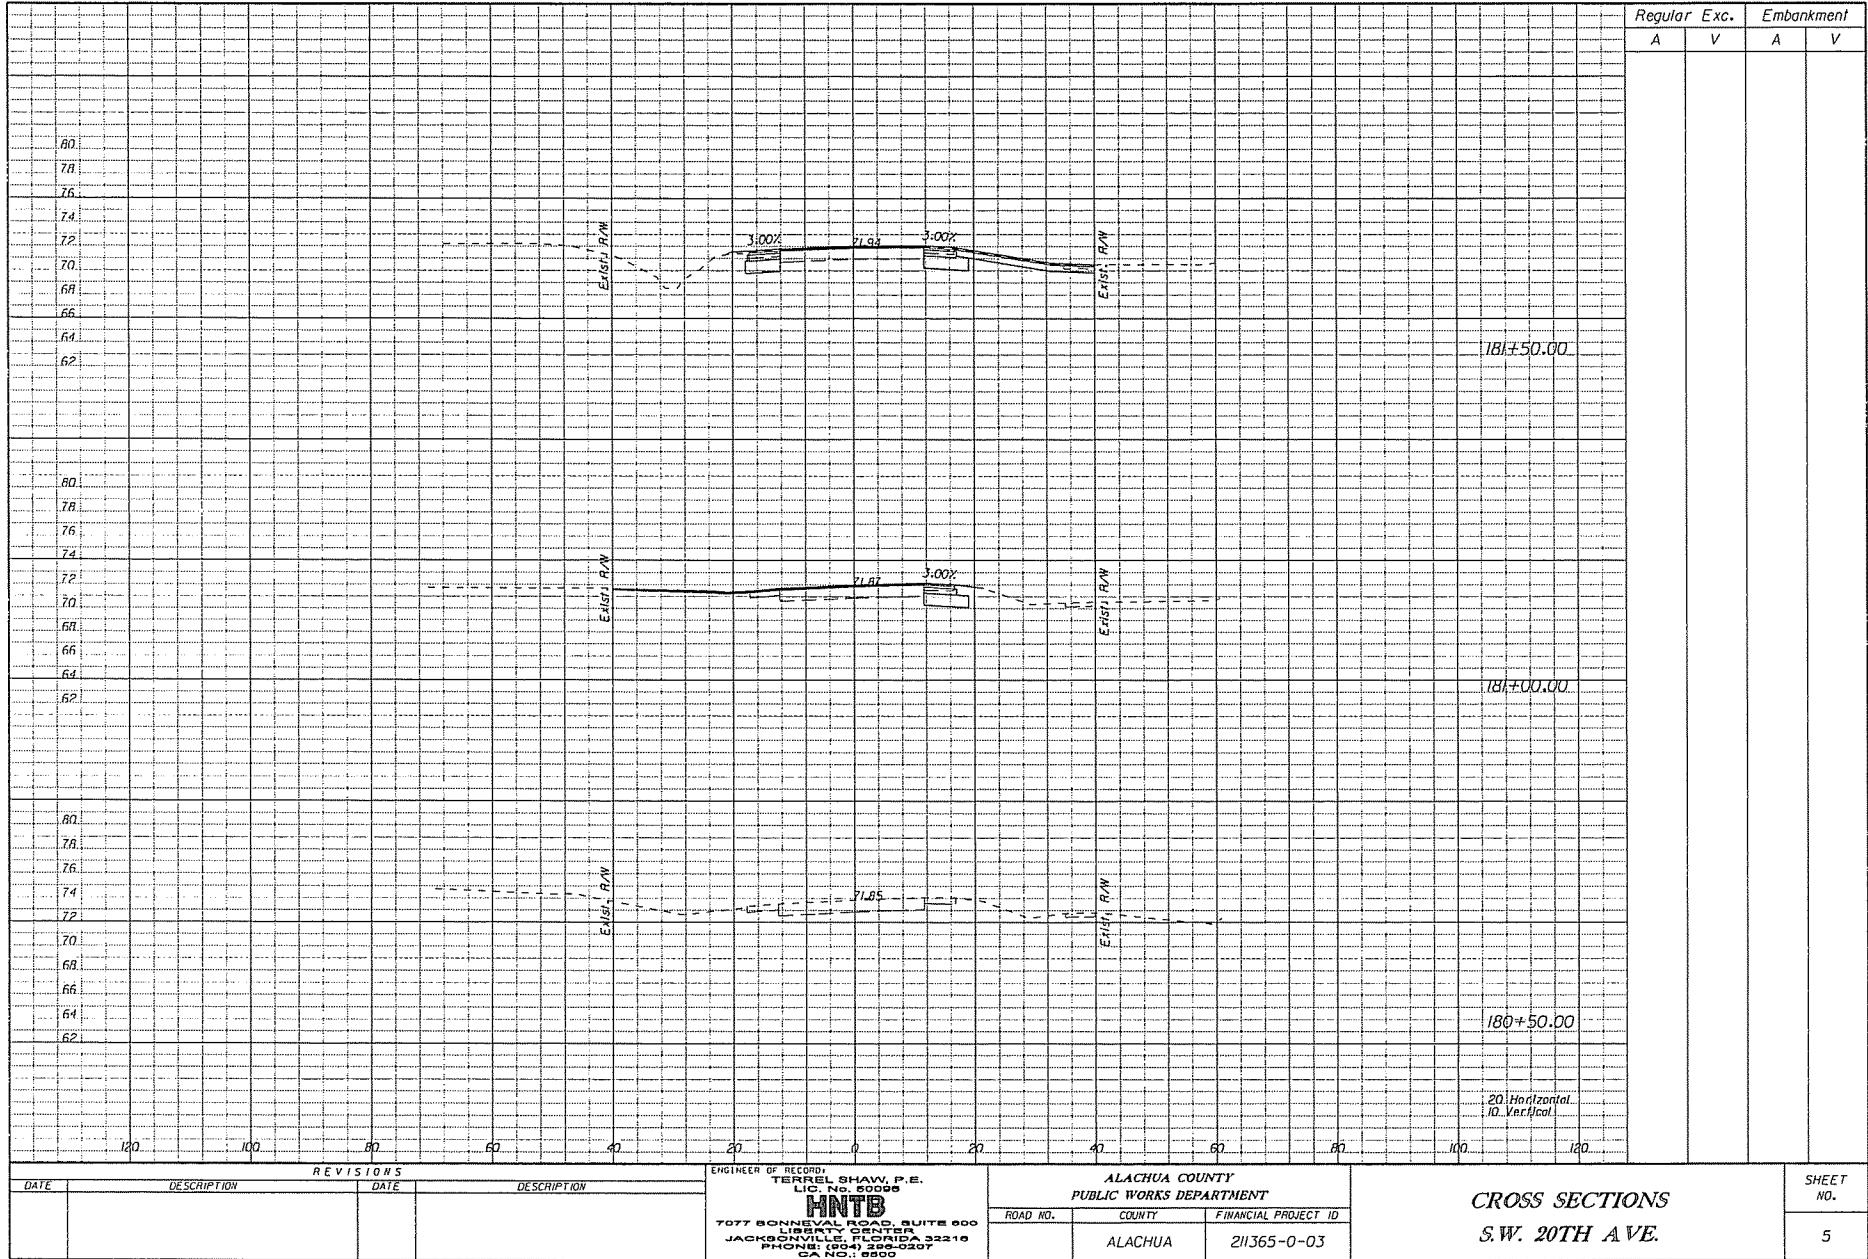 Regular Exc. Embankment
A V A V
80
78
76
74
72
70
68
66
64
62
Exist. R/W
3.00%
71.94
3.00%
Exist. R/W
181+50.00
80
78
76
74
72
70
68
66
64
62
Exist. R/W
71.87
3.00%
Exist. R/W
181+00.00
80
78
76
74
72
70
68
66
64
62
Exist. R/W
71.85
Exist. R/W
180+50.00
20 Horizontal
10 Vertical
120 100 80 60 40 20 0 20 40 60 80 100 120
REVISIONS
DATE DESCRIPTION DATE DESCRIPTION
ENGINEER OF RECORD:
TERREL SHAW, P.E.
LIC. No. 50096
HNTB
7077 BONNEVAL ROAD, SUITE 600
LIBERTY CENTER
JACKSONVILLE, FLORIDA 32216
PHONE: (904) 296-0207
CA NO.: 6500
ALACHUA COUNTY
PUBLIC WORKS DEPARTMENT
ROAD NO. COUNTY FINANCIAL PROJECT ID
ALACHUA 211365-0-03
CROSS SECTIONS
S.W. 20TH AVE.
SHEET
NO.
5